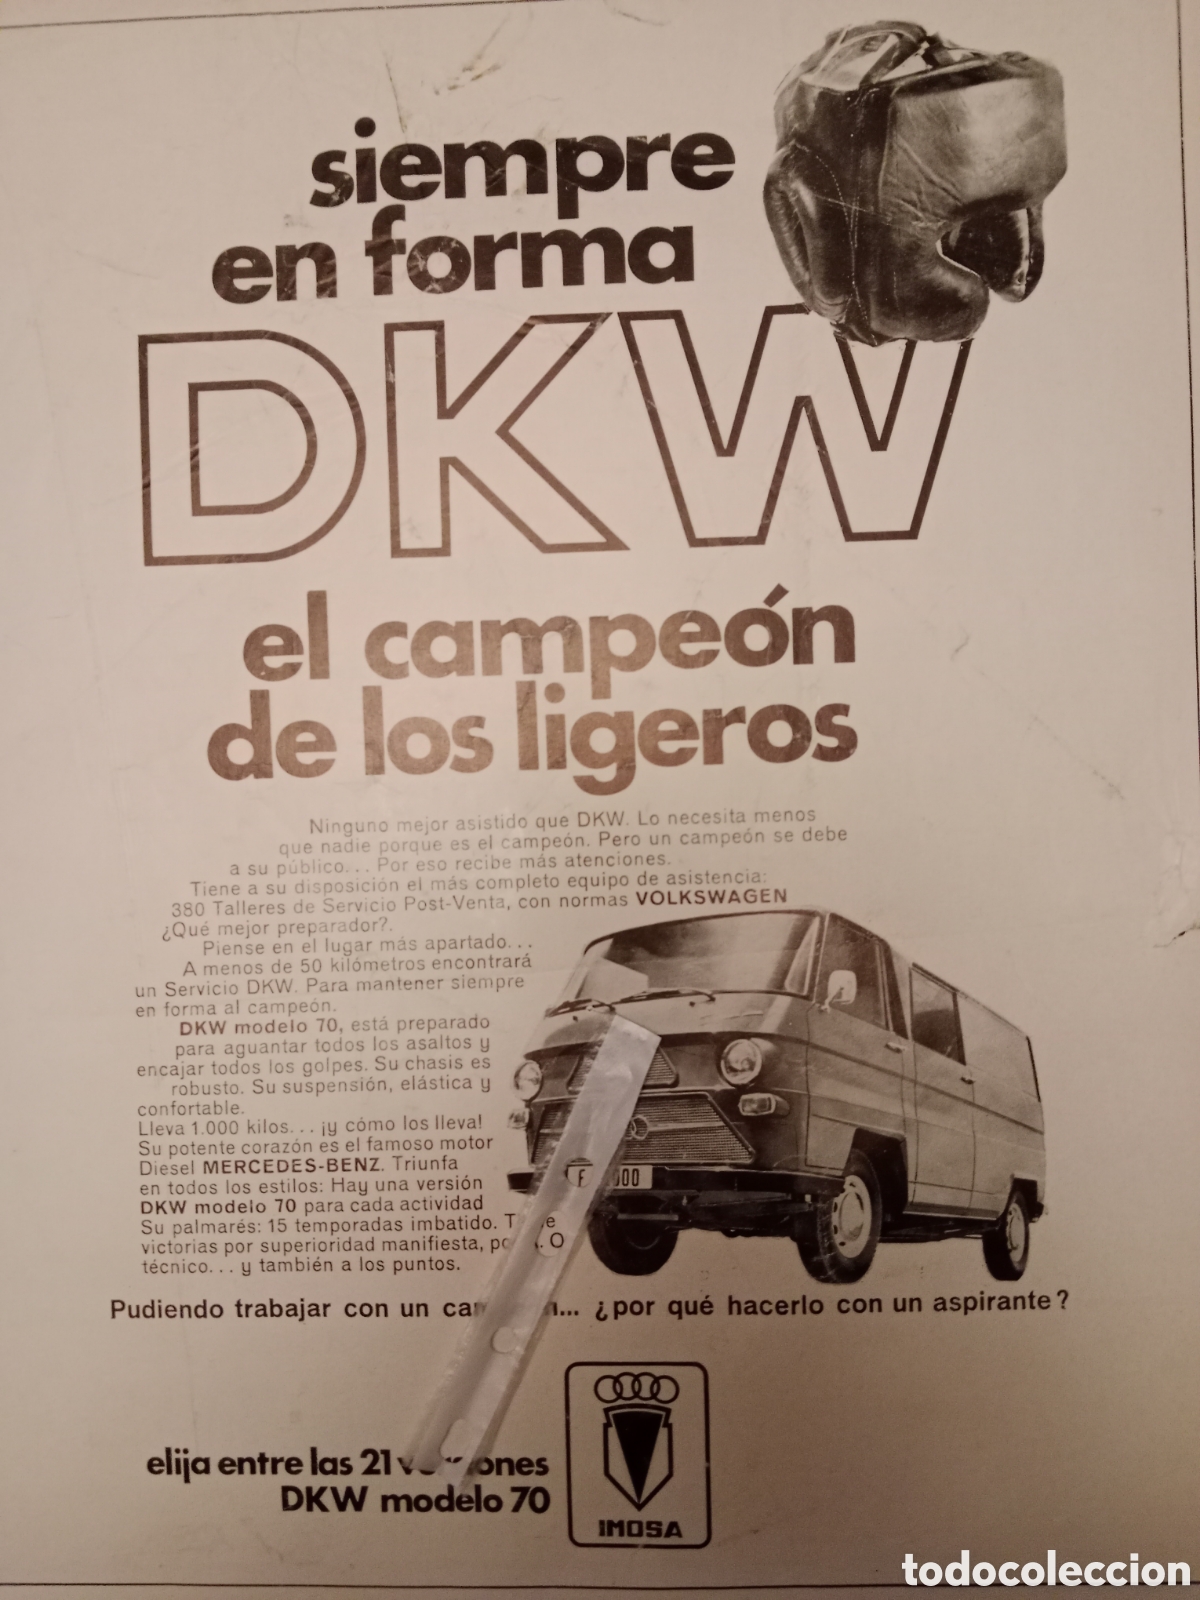 siempre
en forma
DKW
el campeón
de los ligeros
Ninguno mejor asistido que DKW. Lo necesita menos
que nadie porque es el campeón. Pero un campeón se debe
a su público... Por eso recibe más atenciones.
Tiene a su disposición el más completo equipo de asistencia:
380 Talleres de Servicio Post-Venta, con normas VOLKSWAGEN
¿Qué mejor preparador?.
Piense en el lugar más apartado...
A menos de 50 kilómetros encontrará
un Servicio DKW. Para mantener siempre
en forma al campeón.
DKW modelo 70, está preparado
para aguantar todos los asaltos y
encajar todos los golpes. Su chasis es
robusto. Su suspensión, elástica y
confortable.
Lleva 1.000 kilos... ¡y cómo los lleva!
Su potente corazón es el famoso motor
Diesel MERCEDES-BENZ. Triunfa
en todos los estilos: Hay una versión
DKW modelo 70 para cada actividad
Su palmarés: 15 temporadas imbatido.
victorias por superioridad manifiesta, O
técnico... y también a los puntos.
Pudiendo trabajar con un ... ¿por qué hacerlo con un aspirante?
elija entre las 21 versiones
DKW modelo 70
IMOSA
todocoleccion